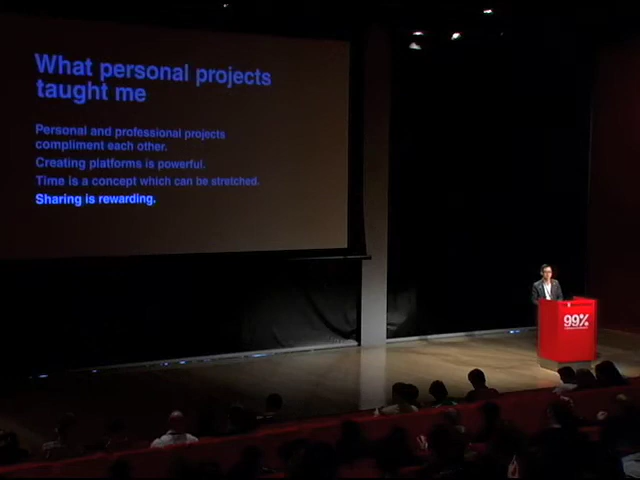 What personal projects
taught me
Personal and professional projects
compliment each other.
Creating platforms is powerful.
Time is a concept which can be stretched.
Sharing is rewarding.
99%